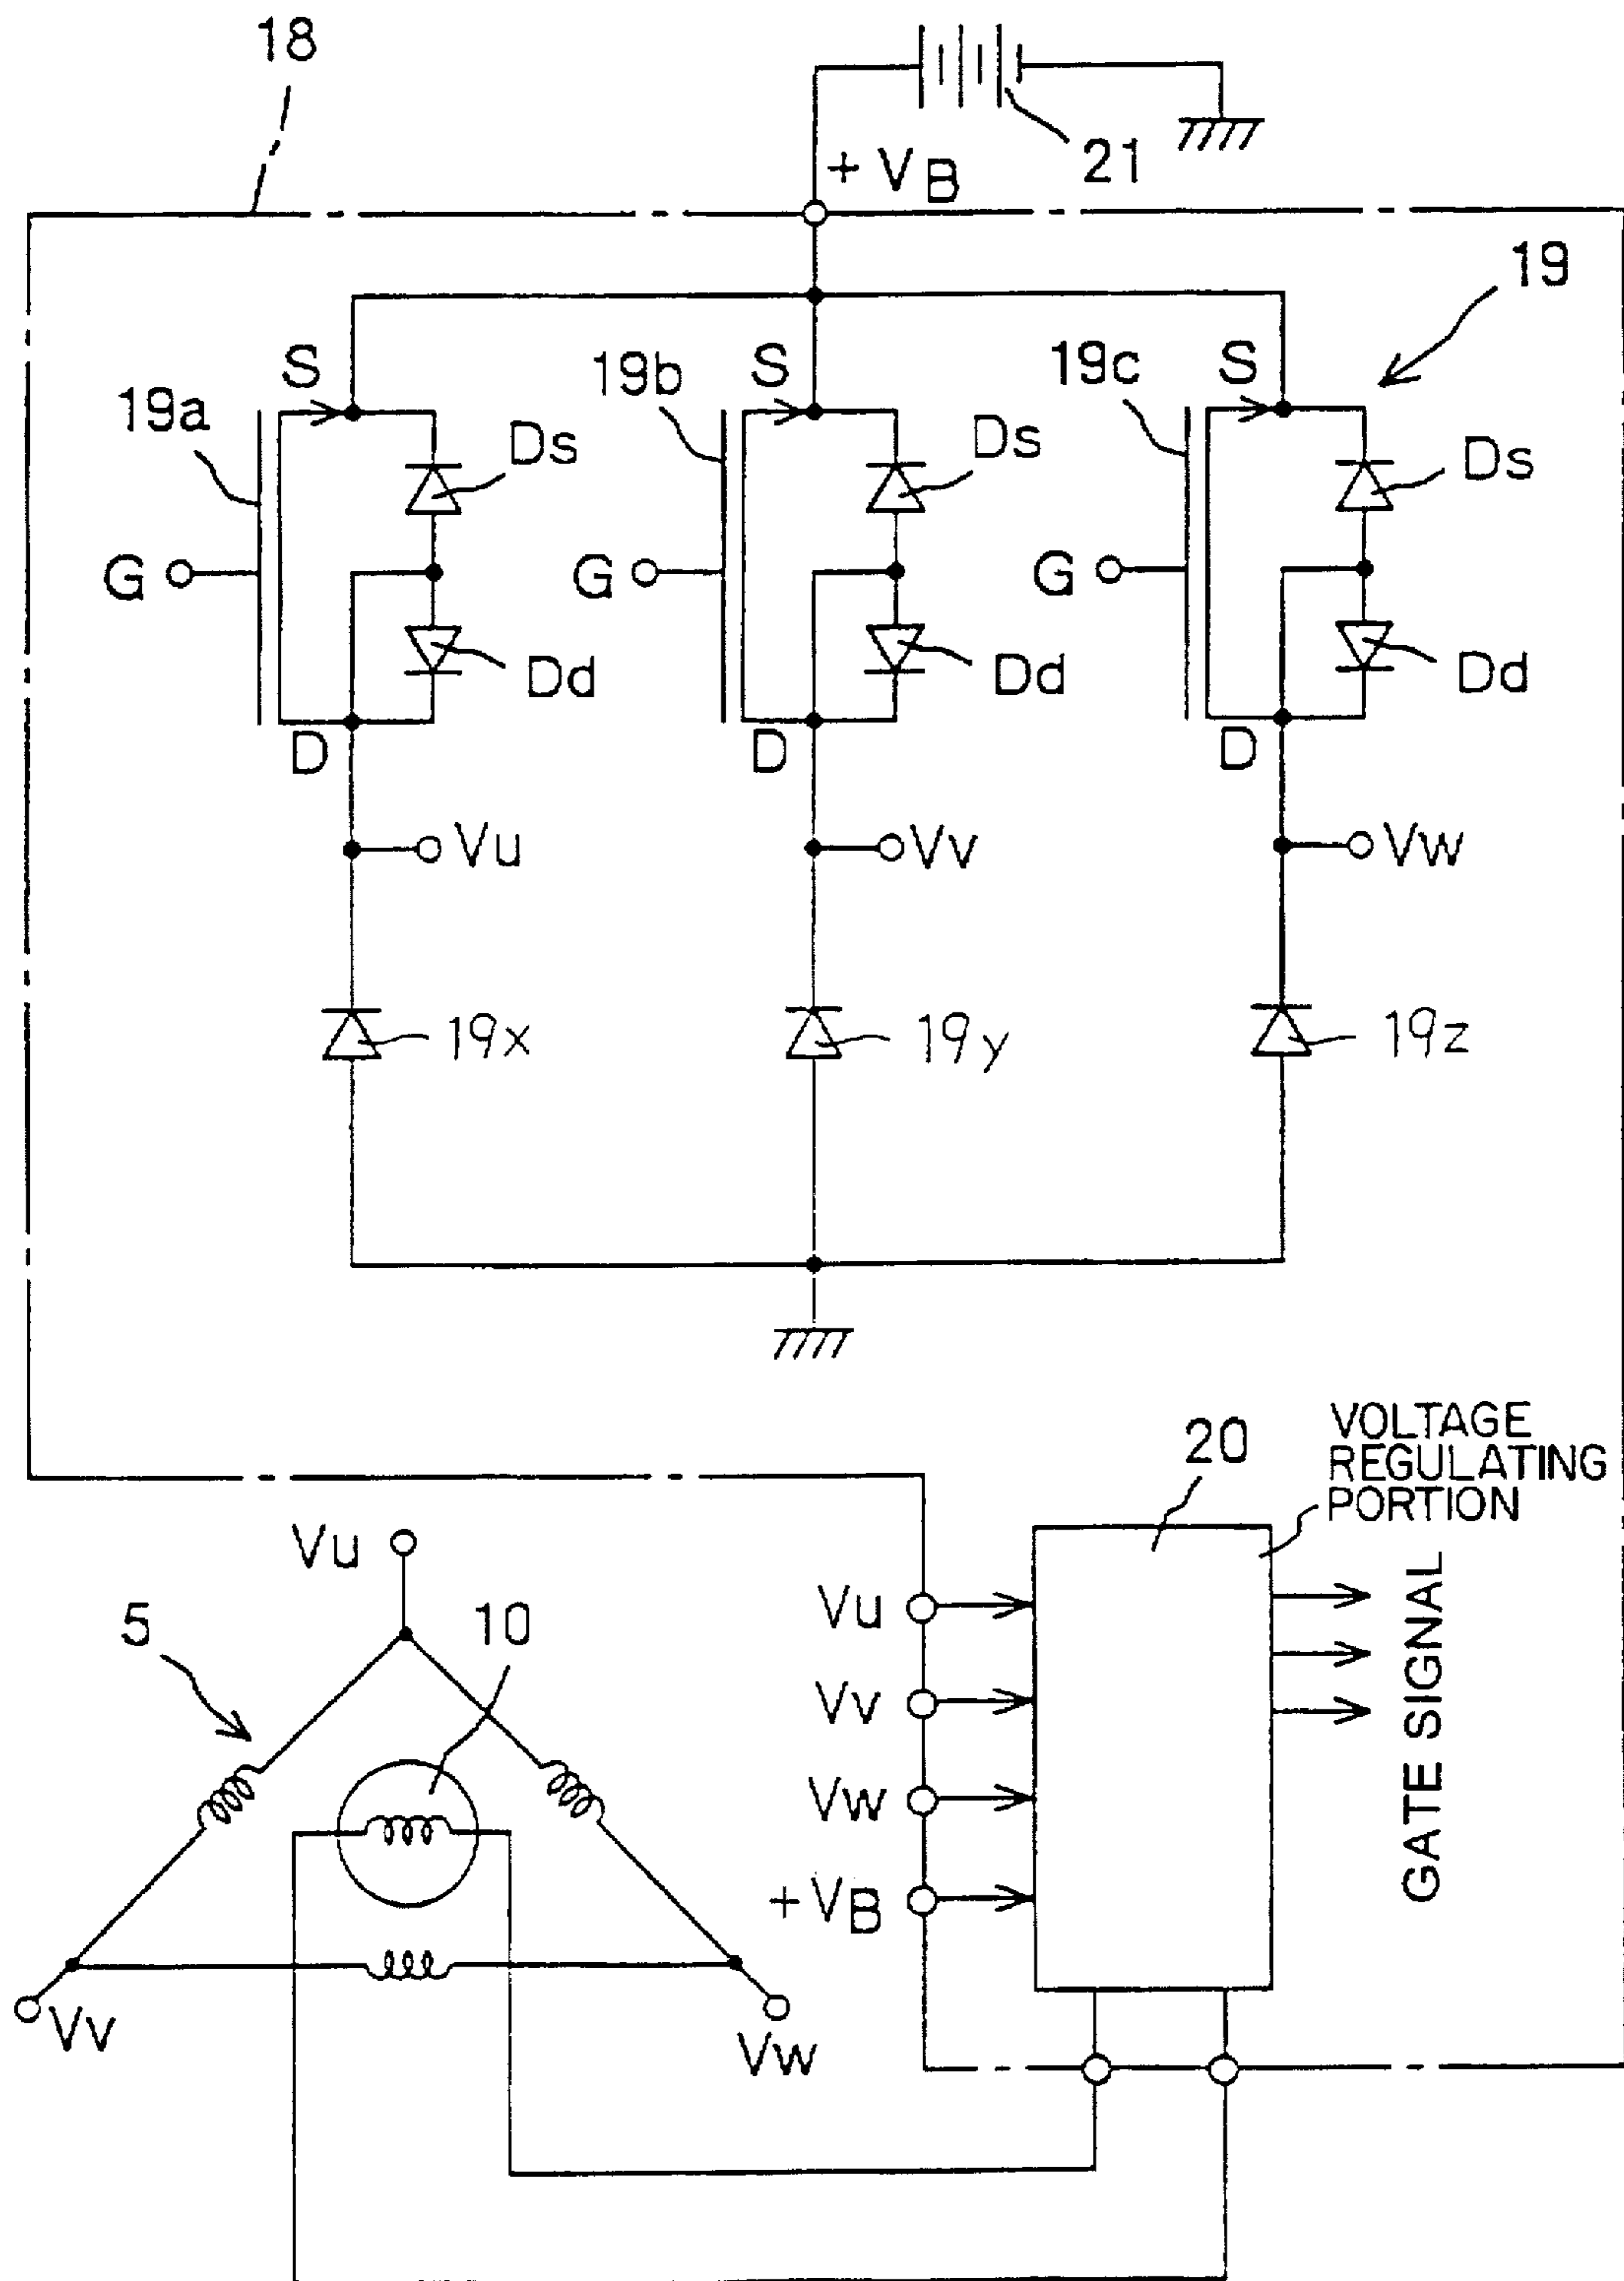 18
21
+VB
19
S
S
S
19a
19b
19c
Ds
Ds
Ds
G
G
G
Dd
Dd
Dd
D
D
D
Vu
Vv
Vw
19x
19y
19z
20
VOLTAGE
REGULATING
PORTION
Vu
5
10
Vu
Vv
Vw
+VB
GATE SIGNAL
Vv
Vw